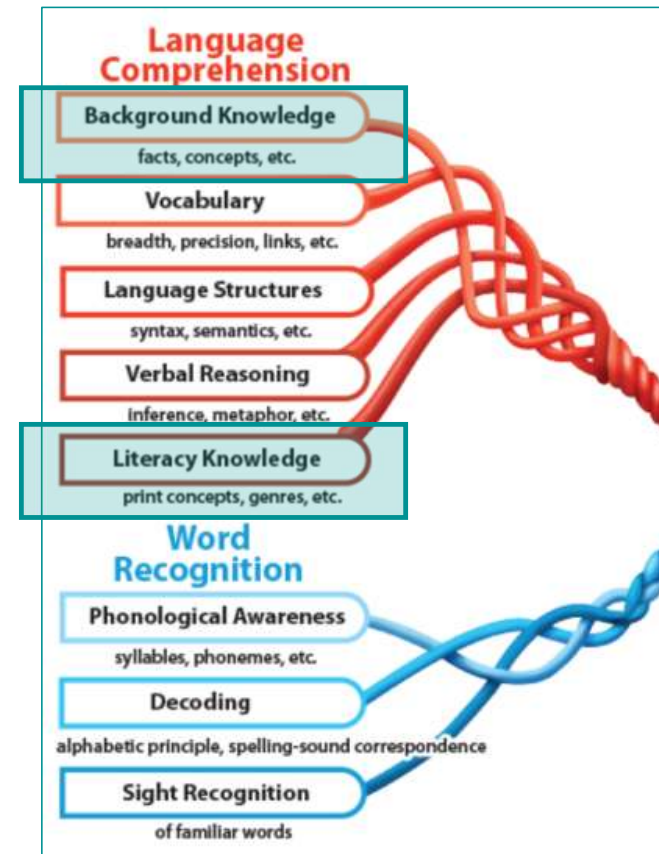 Language
Comprehension
Background Knowledge
facts, concepts, etc.
Vocabulary
breadth, precision, links, etc.
Language Structures
syntax, semantics, etc.
Verbal Reasoning
inference, metaphor, etc.
Literacy Knowledge
print concepts, genres, etc.
Word
Recognition
Phonological Awareness
syllables, phonemes, etc.
Decoding
alphabetic principle, spelling-sound correspondence
Sight Recognition
of familiar words